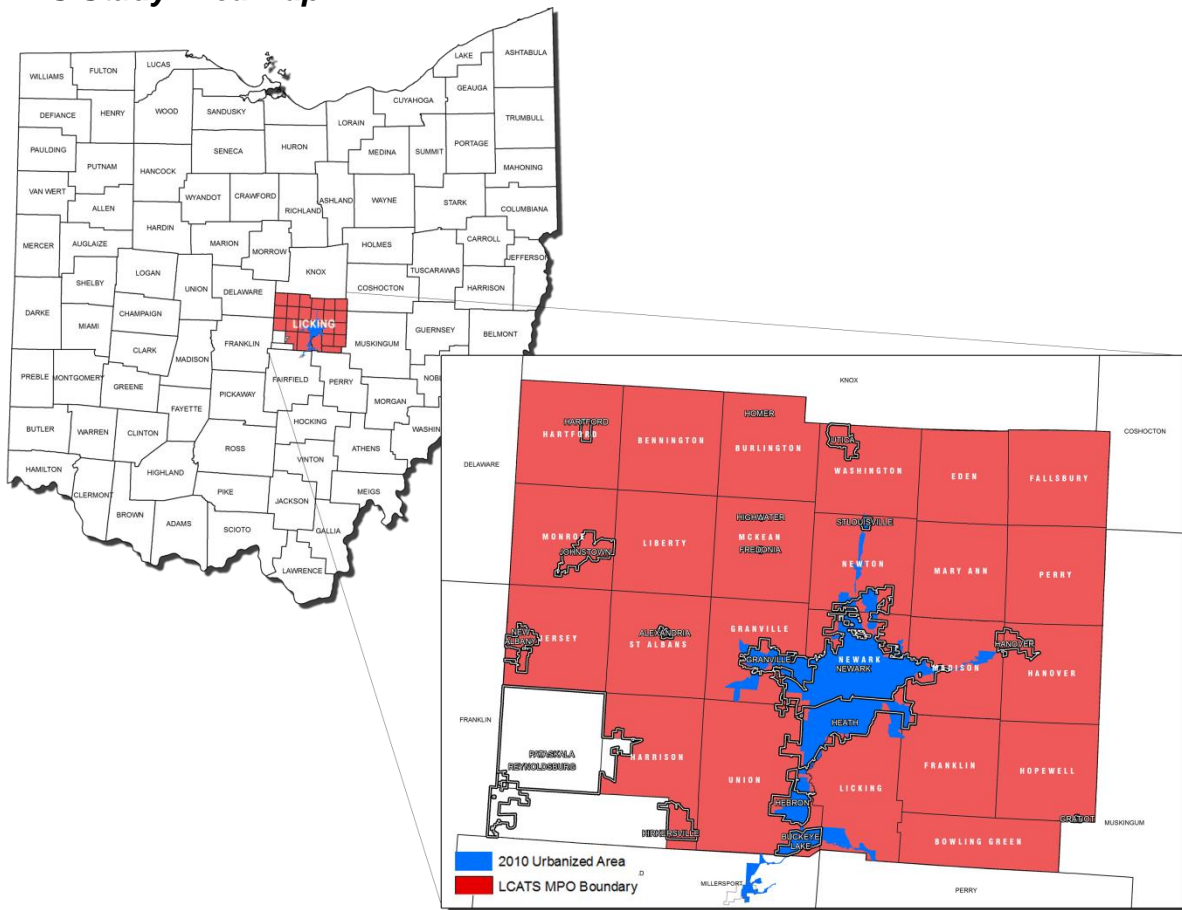 Study
ASHTABULA
LAKE
LUCAS
FULTON
WILLIAMS
GEAUGA
CUYAHOGA
DEFIANCE
HENRY
WOOD
SANDUSKY
LORAIN
TRUMBULL
PAULDING
PUTNAM
HANCOCK
SENECA
HURON
MEDINA
SUMMIT
PORTAGE
MAHONING
VAN WERT
ALLEN
WYANDOT
CRAWFORD
RICHLAND
ASHLAND
WAYNE
STARK
COLUMBIANA
MERCER
AUGLAIZE
HARDIN
MARION
MORROW
HOLMES
CARROLL
JEFFERSON
SHELBY
LOGAN
UNION
DELAWARE
KNOX
COSHOCTON
TUSCARAWAS
HARRISON
DARKE
MIAMI
CHAMPAIGN
LICKING
GUERNSEY
BELMONT
CLARK
MADISON
FRANKLIN
MUSKINGUM
PREBLE
MONTGOMERY
GREENE
FAYETTE
PICKAWAY
FAIRFIELD
PERRY
MORGAN
NOB
BUTLER
WARREN
CLINTON
ROSS
HOCKING
ATHENS
WASHIN
HAMILTON
HIGHLAND
VINTON
CLERMONT
BROWN
ADAMS
PIKE
SCIOTO
JACKSON
MEIGS
GALLIA
LAWRENCE
KNOX
COSHOCTON
DELAWARE
HARTFORD
HARTFORD
BENNINGTON
HOMER
BURLINGTON
UTICA
WASHINGTON
EDEN
FALLSBURY
MONROE
JOHNSTOWN
LIBERTY
HIGHWATER
MCKEAN
FREDONIA
ST LOUISVILLE
NEWTON
MARY ANN
PERRY
NEW
ALBANY
JERSEY
ALEXANDRIA
ST ALBANS
GRANVILLE
GRANVILLE
NEWARK
NEWARK
MADISON
HANOVER
HANOVER
FRANKLIN
PATASKALA
REYNOLDSBURG
HARRISON
UNION
HEATH
LICKING
FRANKLIN
HOPEWELL
HEBRON
KIRKERSVILLE
BUCKEYE
LAKE
BOWLING GREEN
GRATIOT
MUSKINGUM
MILLERSPORT
PERRY
D
2010 Urbanized Area
LCATS MPO Boundary